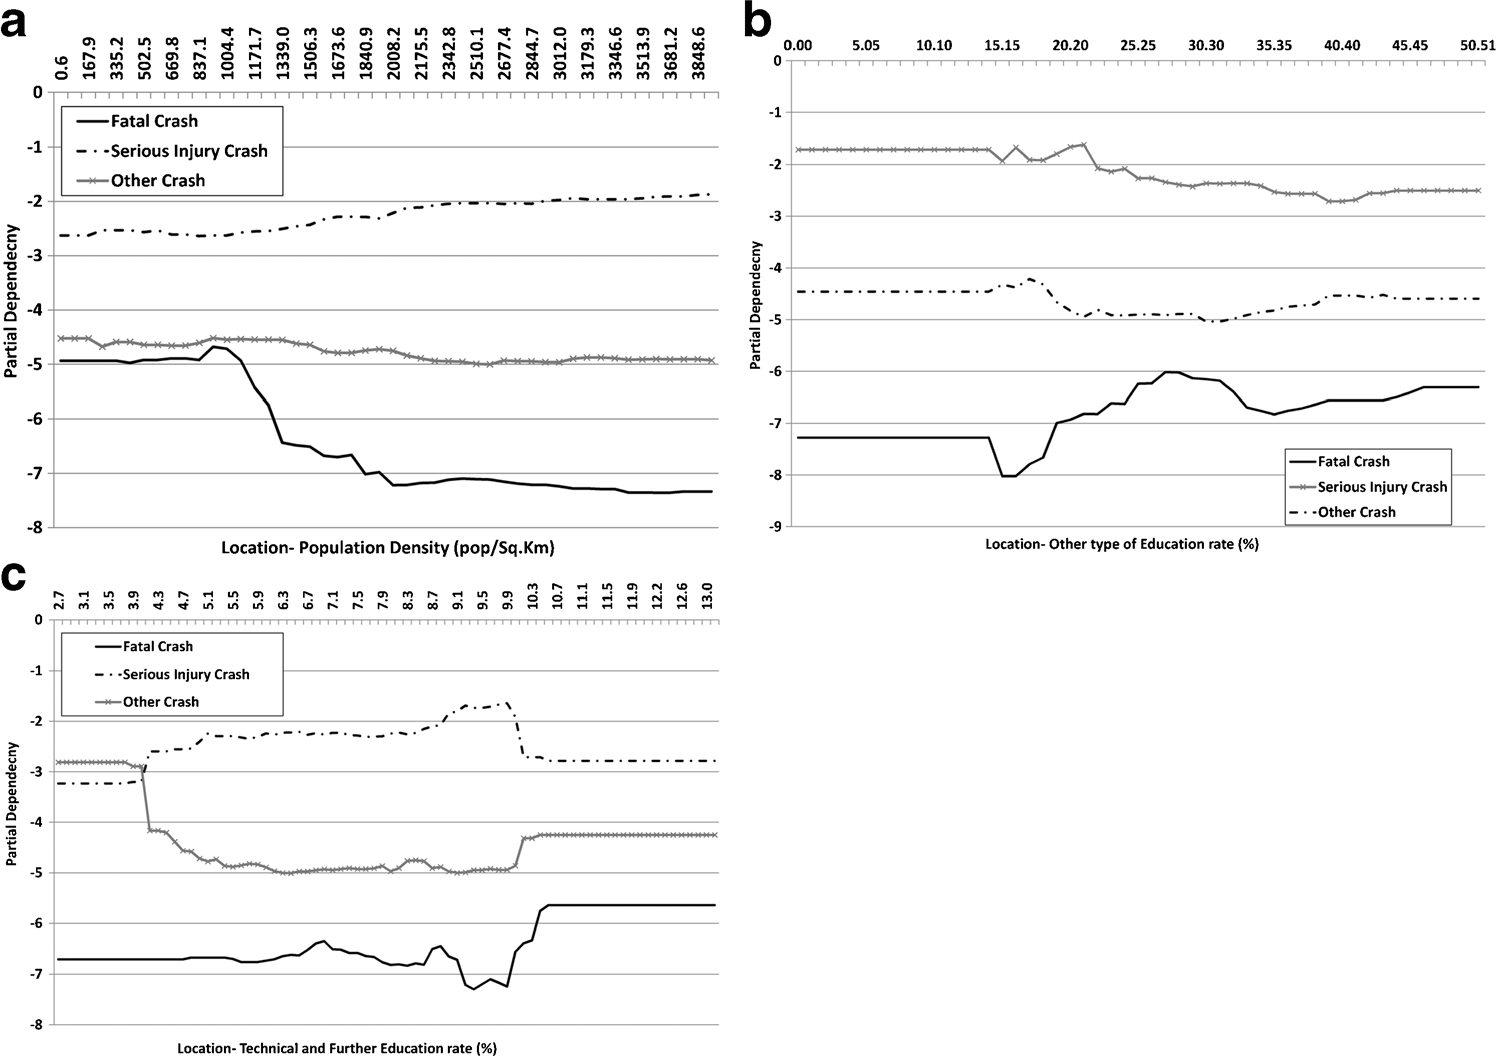 a
0.6 167.9 335.2 502.5 669.8 837.1 1004.4 1171.7 1339.0 1506.3 1673.6 1840.9 2008.2 2175.5 2342.8 2510.1 2677.4 2844.7 3012.0 3179.3 3346.6 3513.9 3681.2 3848.6
0
-1
-2
-3
-4
-5
-6
-7
-8
Partial Dependecny
Fatal Crash
Serious Injury Crash
Other Crash
Location- Population Density (pop/Sq.Km)
b
0.00 5.05 10.10 15.15 20.20 25.25 30.30 35.35 40.40 45.45 50.51
0
-1
-2
-3
-4
-5
-6
-7
-8
-9
Partial Dependecny
Fatal Crash
Serious Injury Crash
Other Crash
Location- Other type of Education rate (%)
c
2.7 3.1 3.5 3.9 4.3 4.7 5.1 5.5 5.9 6.3 6.7 7.1 7.5 7.9 8.3 8.7 9.1 9.5 9.9 10.3 10.7 11.1 11.5 11.9 12.2 12.6 13.0
0
-1
-2
-3
-4
-5
-6
-7
-8
Partial Dependecny
Fatal Crash
Serious Injury Crash
Other Crash
Location- Technical and Further Education rate (%)